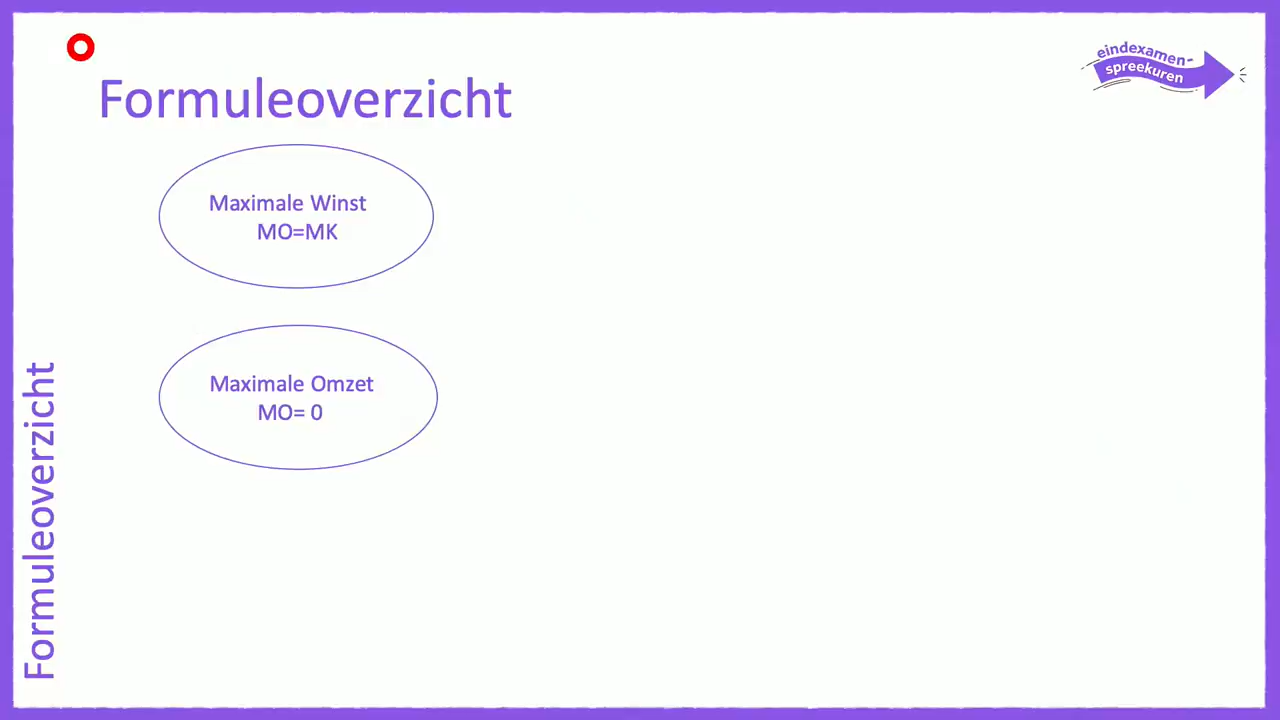 eindexamen-
spreekuren
Formuleoverzicht
Maximale Winst
MO=MK
Maximale Omzet
MO= 0
Formuleoverzicht